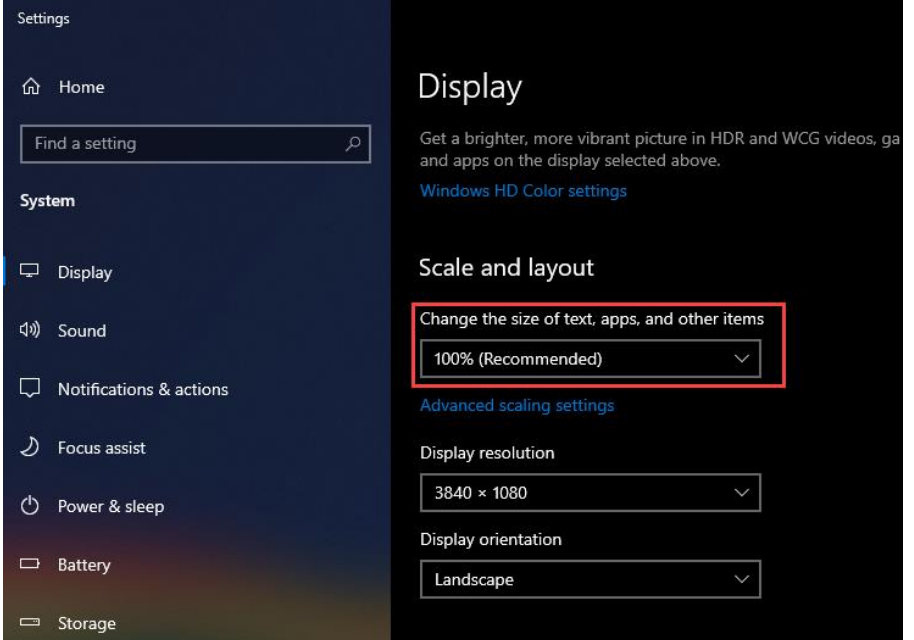 Settings
Home
Find a setting
System
Display
Sound
Notifications & actions
Focus assist
Power & sleep
Battery
Storage
Display
Get a brighter, more vibrant picture in HDR and WCG videos, ga
and apps on the display selected above.
Windows HD Color settings
Scale and layout
Change the size of text, apps, and other items
100% (Recommended)
Advanced scaling settings
Display resolution
3840 × 1080
Display orientation
Landscape